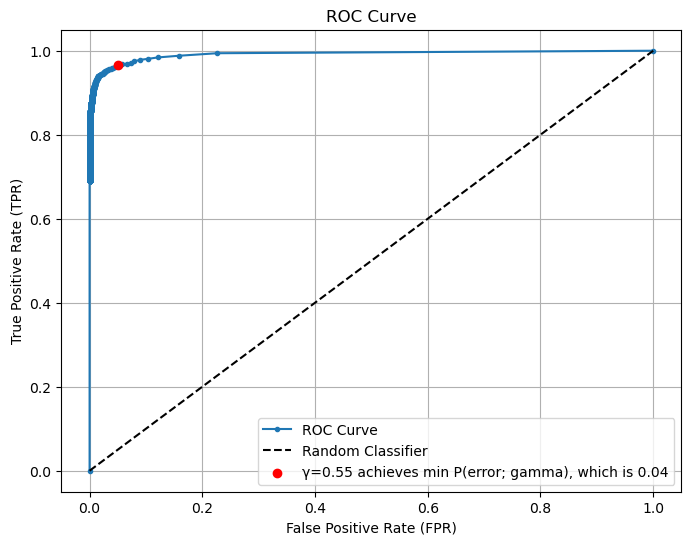 ROC Curve
True Positive Rate (TPR)
1.0
0.8
0.6
0.4
0.2
0.0
0.0 0.2 0.4 0.6 0.8 1.0
False Positive Rate (FPR)
ROC Curve
Random Classifier
γ=0.55 achieves min P(error; gamma), which is 0.04